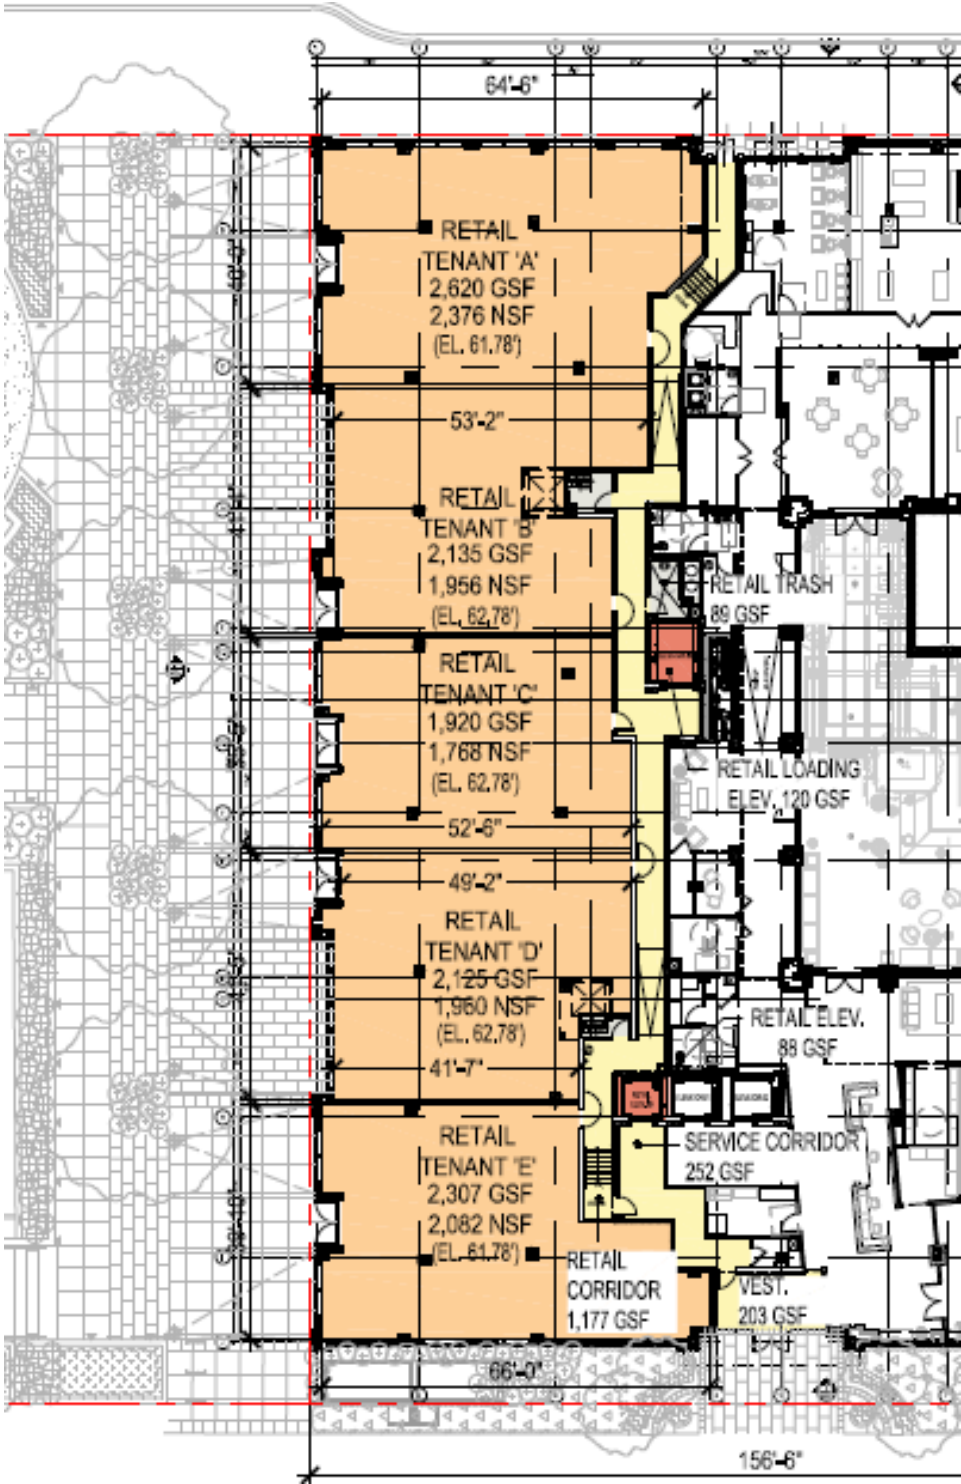 64'-6"
RETAIL
TENANT 'A'
2,620 GSF
2,376 NSF
(EL. 61.78')
53'-2"
RETAIL
TENANT 'B'
2,135 GSF
1,956 NSF
(EL. 62.78')
RETAIL TRASH
89 GSF
RETAIL
TENANT 'C'
1,920 GSF
1,768 NSF
(EL. 62.78')
RETAIL LOADING
ELEV. 120 GSF
52'-6"
49'-2"
RETAIL
TENANT 'D'
2,125 GSF
1,960 NSF
(EL. 62.78')
RETAIL ELEV.
88 GSF
41'-7"
RETAIL
TENANT 'E'
2,307 GSF
2,082 NSF
(EL. 61.78')
SERVICE CORRIDOR
252 GSF
RETAIL
CORRIDOR
1,177 GSF
VEST.
203 GSF
66'-0"
156'-6"